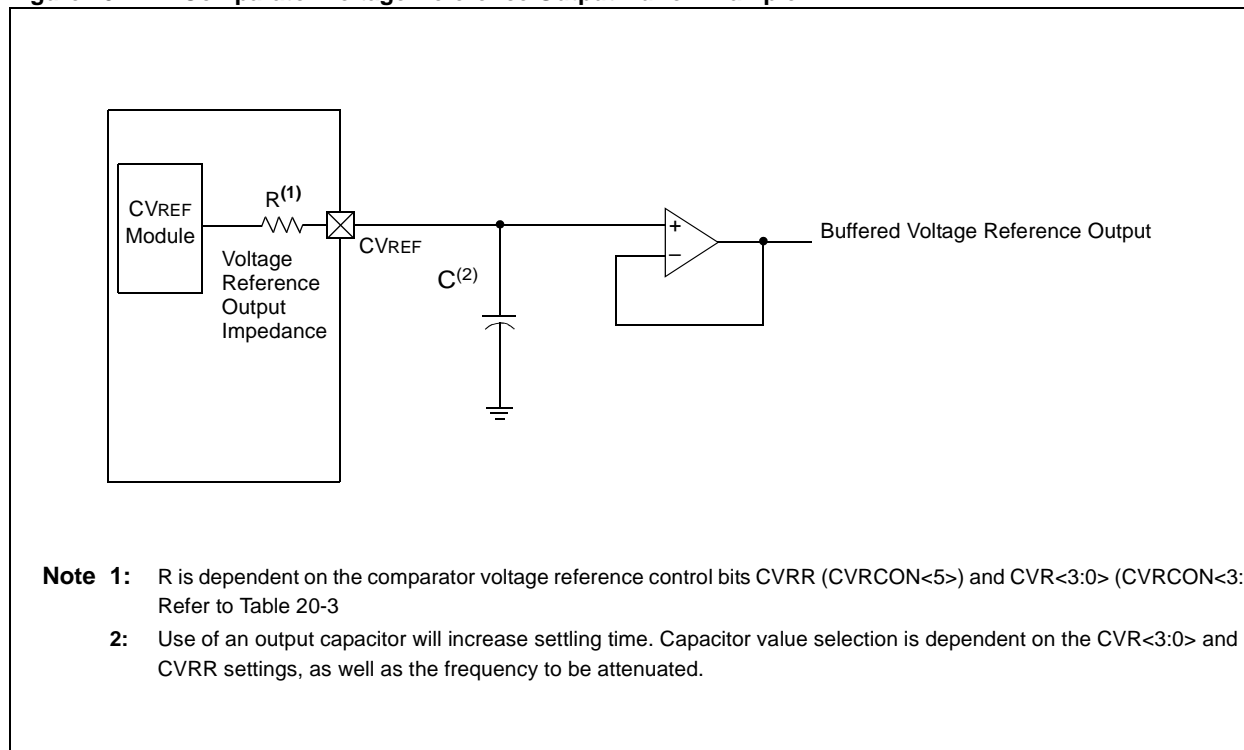 R(1)
CVREF
Module
CVREF
Voltage
Reference
Output
Impedance
C(2)
+
–
Buffered Voltage Reference Output
Note 1: R is dependent on the comparator voltage reference control bits CVRR (CVRCON<5>) and CVR<3:0> (CVRCON<3:
Refer to Table 20-3
2: Use of an output capacitor will increase settling time. Capacitor value selection is dependent on the CVR<3:0> and
CVRR settings, as well as the frequency to be attenuated.